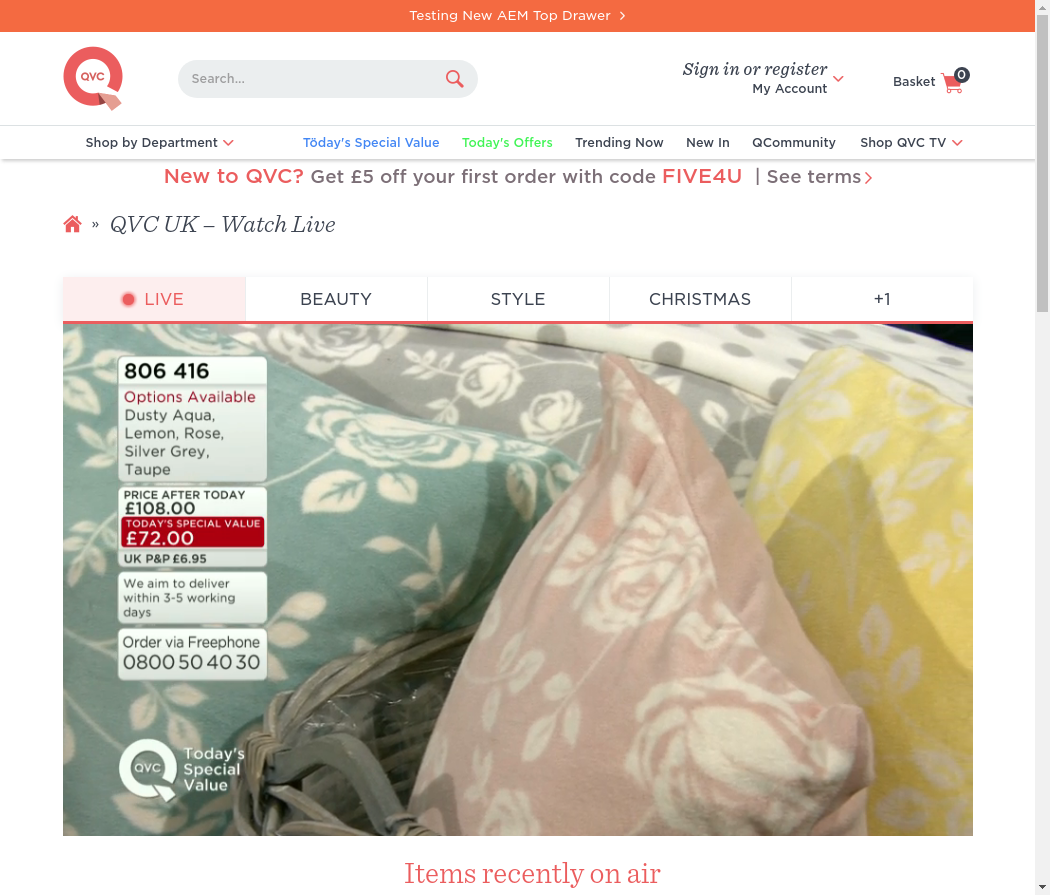 Testing New AEM Top Drawer
QVC
Search...
Sign in or register
My Account
Basket
0
Shop by Department
Töday's Special Value
Today's Offers
Trending Now
New In
QCommunity
Shop QVC TV
New to QVC? Get £5 off your first order with code FIVE4U | See terms
» QVC UK – Watch Live
LIVE
BEAUTY
STYLE
CHRISTMAS
+1
806 416
Options Available
Dusty Aqua,
Lemon, Rose,
Silver Grey,
Taupe
PRICE AFTER TODAY
£108.00
TODAY'S SPECIAL VALUE
£72.00
UK P&P £6.95
We aim to deliver
within 3-5 working
days
Order via Freephone
0800 50 40 30
QVC
Today's
Special
Value
Items recently on air